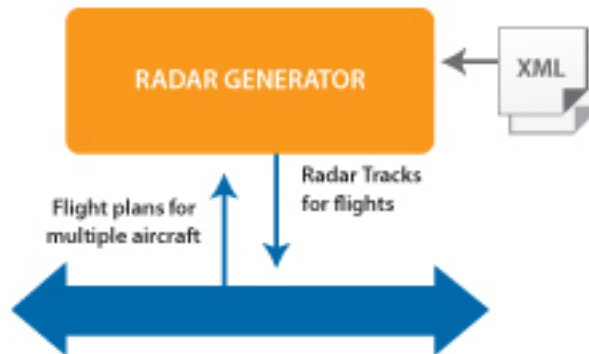 RADAR GENERATOR
XML
Radar Tracks
for flights
Flight plans for
multiple aircraft